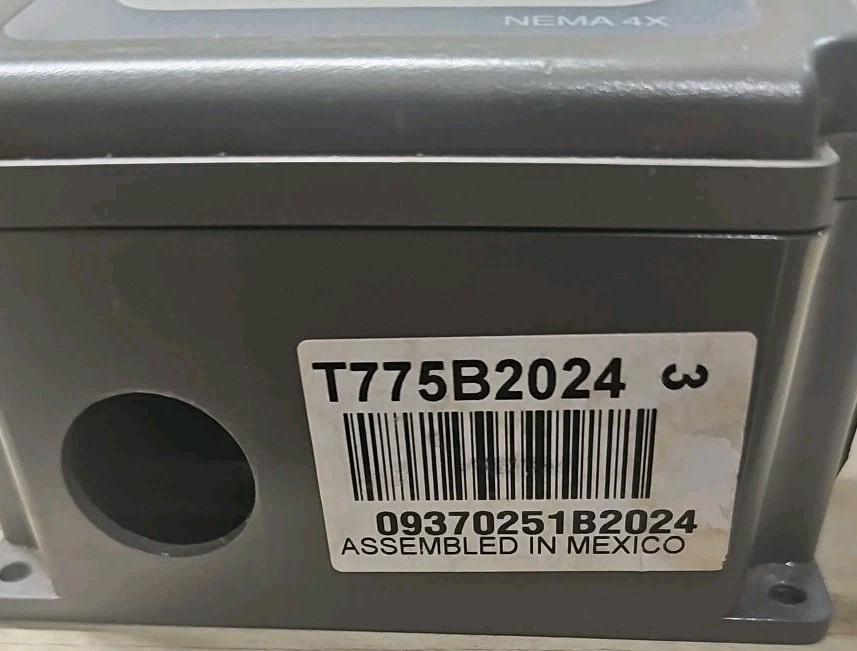 NEMA 4X
T775B2024 3
09370251B2024
ASSEMBLED IN MEXICO